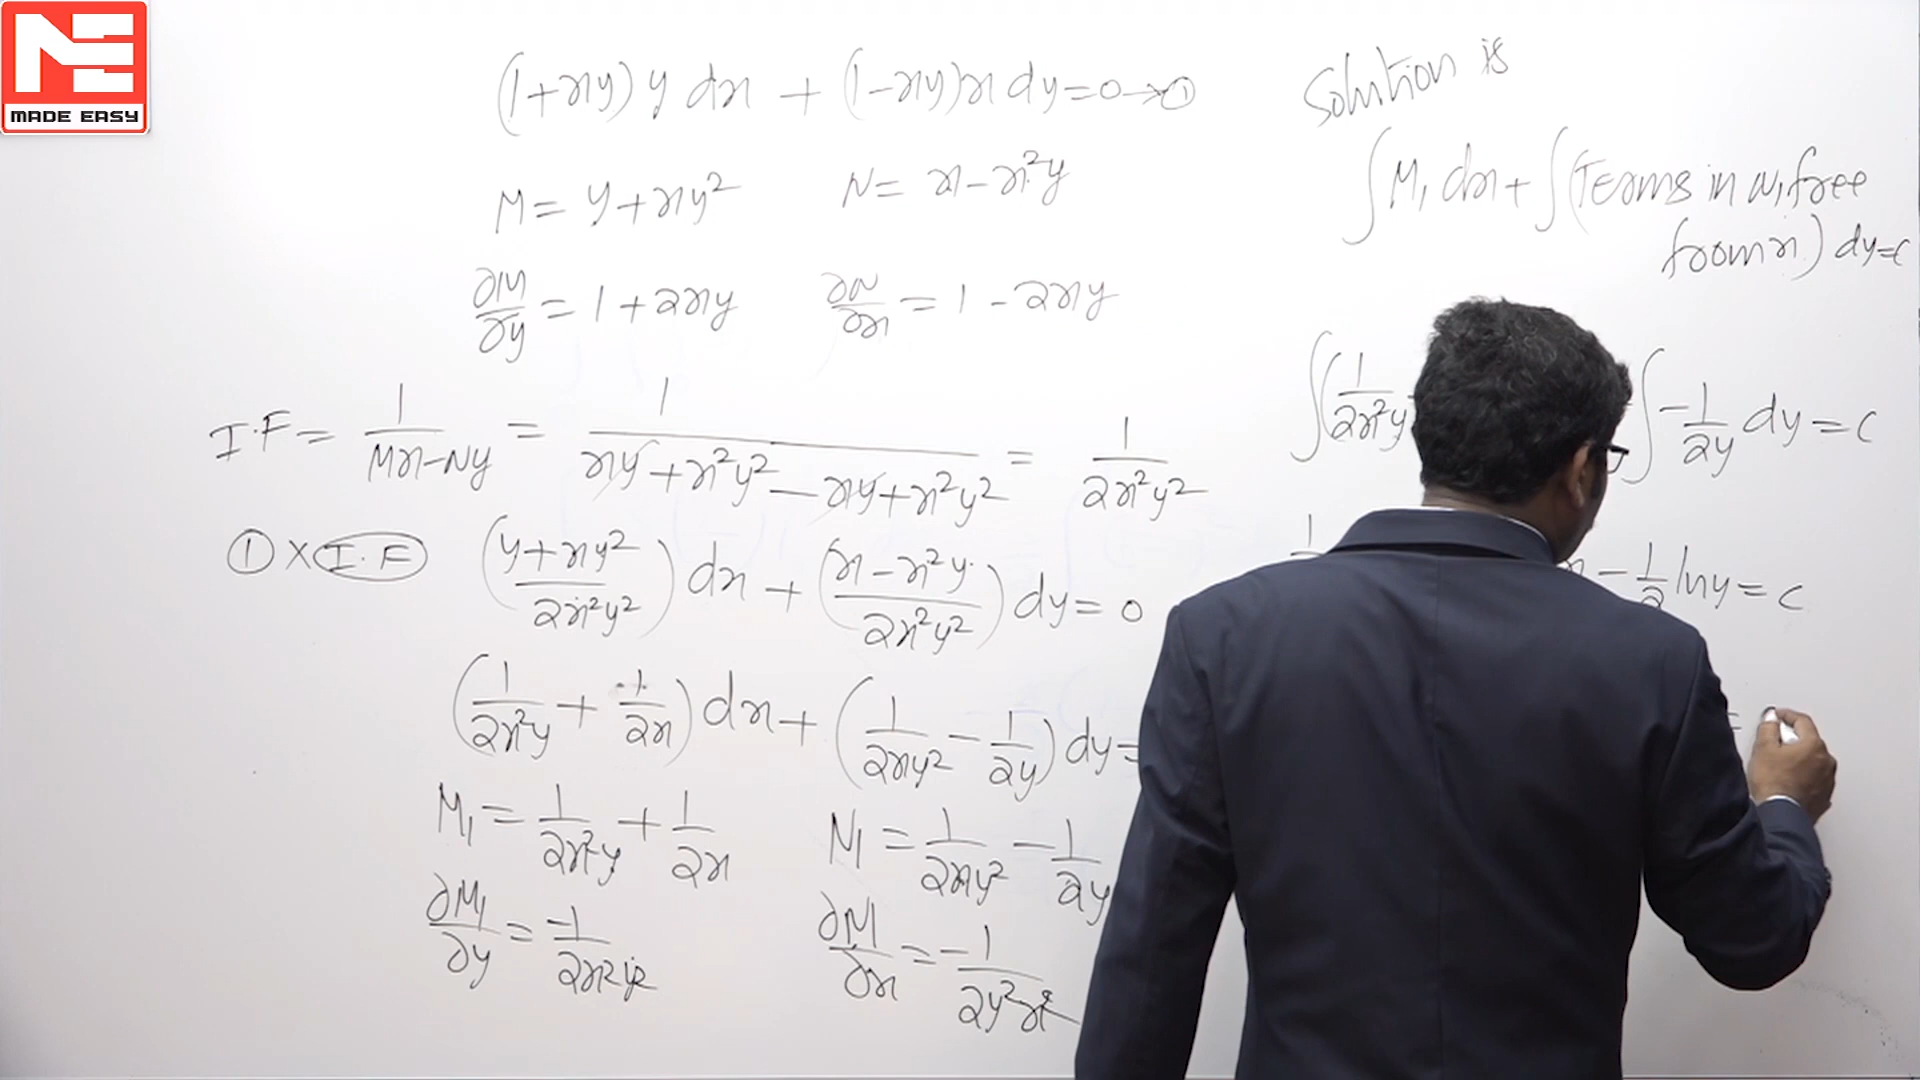 ME
MADE EASY
(1+xy) y dx + (1-xy)x dy=0→①
M= y+xy² N= x-x²y
∂M/∂y = 1+2xy ∂N/∂x = 1-2xy
I.F = 1/(Mx-Ny) = 1/(xy+x²y²-xy+x²y²) = 1/(2x²y²)
① X I.F ((y+xy²)/(2x²y²)) dx + ((x-x²y)/(2x²y²)) dy=0
(1/(2x²y) + 1/(2x)) dx + (1/(2xy²) - 1/(2y)) dy=
M₁ = 1/(2x²y) + 1/(2x) N₁ = 1/(2xy²) - 1/(2y)
∂M₁/∂y = -1/(2x²y²) ∂N₁/∂x = -1/(2y²x²)
Solution is
∫M₁ dx + ∫(Terms in N₁ free
from x) dy=c
∫(1/(2x²y) ∫-1/(2y) dy=c
- 1/2 lny = c
=